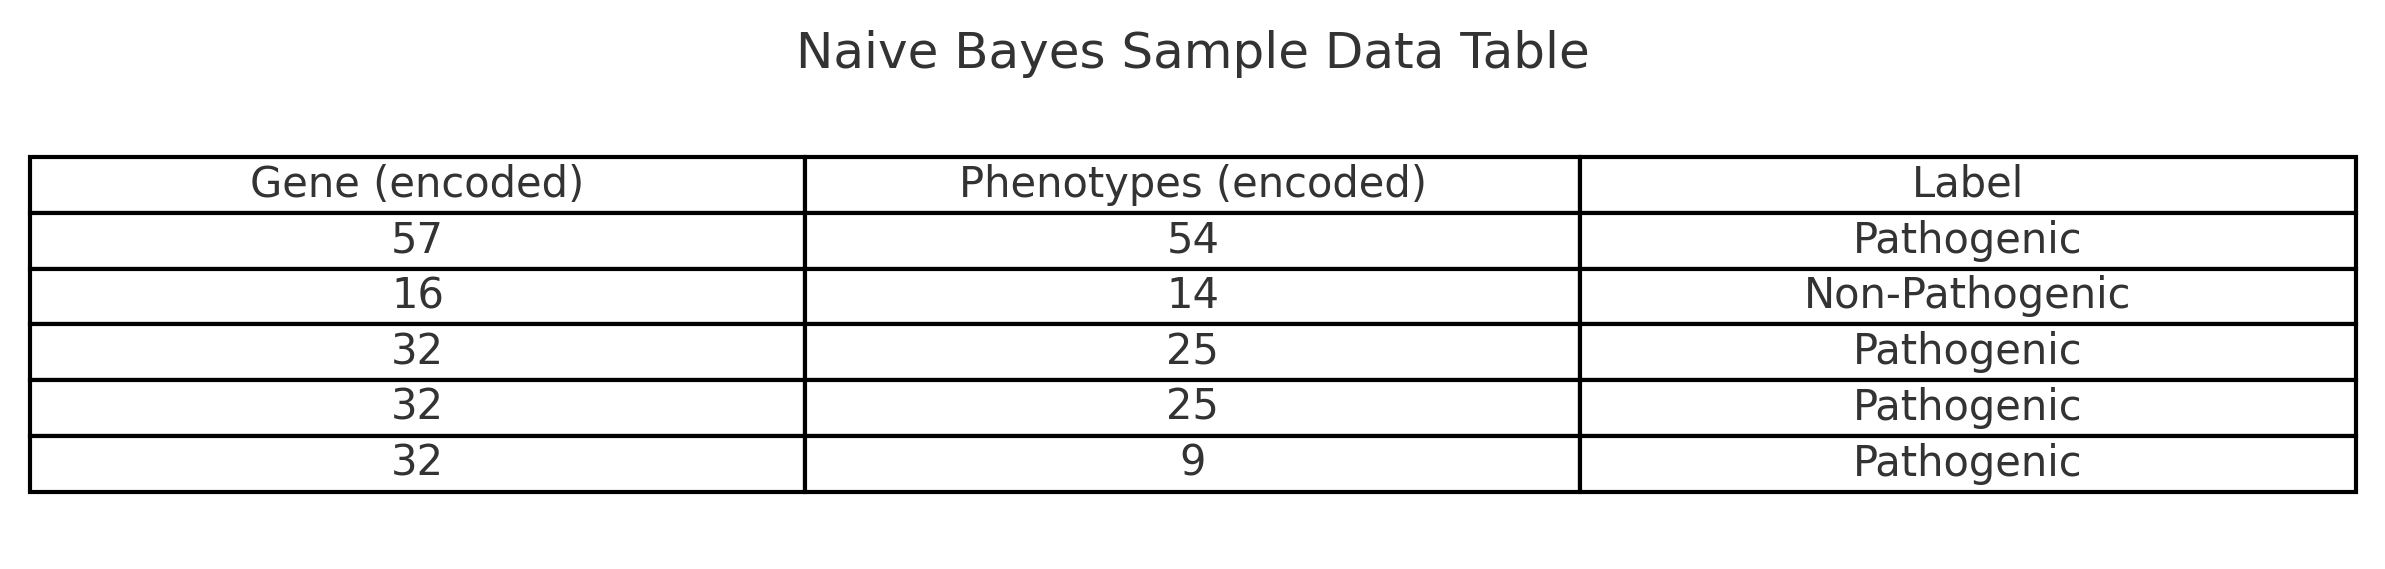 Naive Bayes Sample Data Table
Gene (encoded) Phenotypes (encoded) Label
57 54 Pathogenic
16 14 Non-Pathogenic
32 25 Pathogenic
32 25 Pathogenic
32 9 Pathogenic